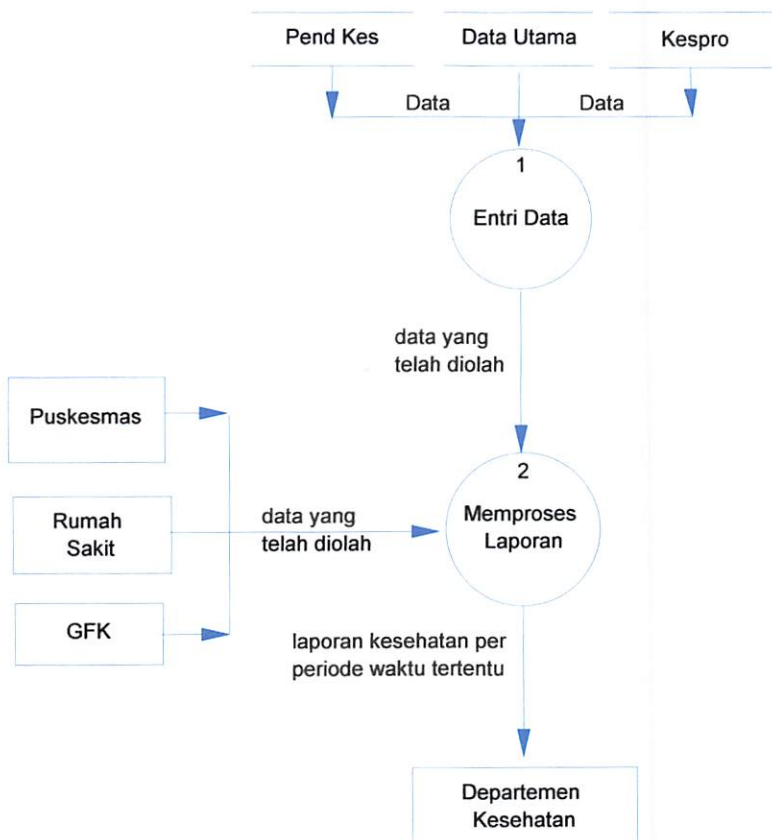 Pend Kes
Data Utama
Kespro
Data
Data
1
Entri Data
data yang
telah diolah
Puskesmas
2
Memproses
Laporan
Rumah
Sakit
data yang
telah diolah
GFK
laporan kesehatan per
periode waktu tertentu
Departemen
Kesehatan